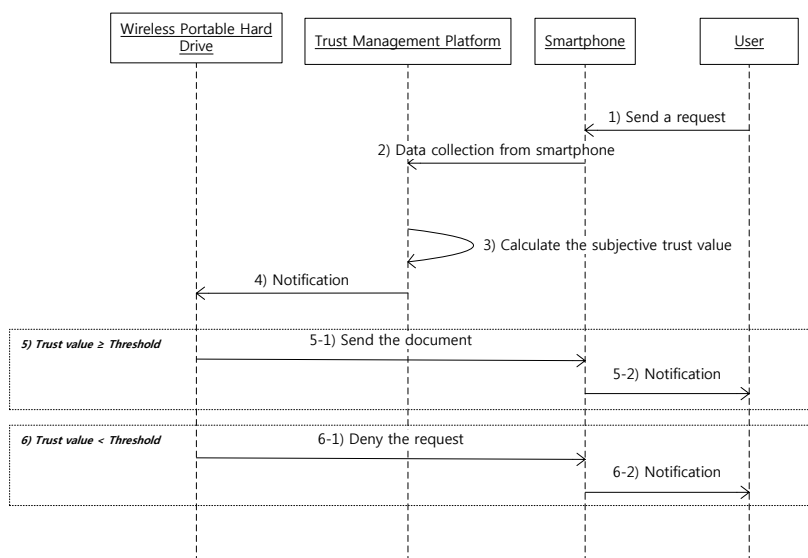 Wireless Portable Hard
Drive
Trust Management Platform
Smartphone
User
1) Send a request
2) Data collection from smartphone
3) Calculate the subjective trust value
4) Notification
5) Trust value ≥ Threshold
5-1) Send the document
5-2) Notification
6) Trust value < Threshold
6-1) Deny the request
6-2) Notification